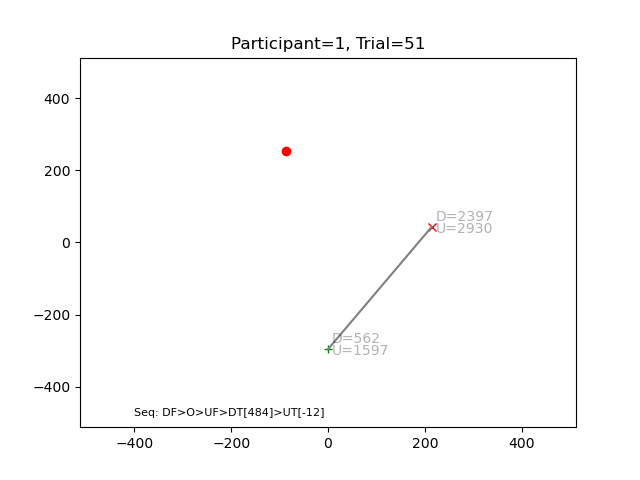 Participant=1, Trial=51
400
200
0
−200
−400
D=2397
U=2930
D=562
U=1597
Seq: DF>O>UF>DT[484]>UT[-12]
−400
−200
0
200
400